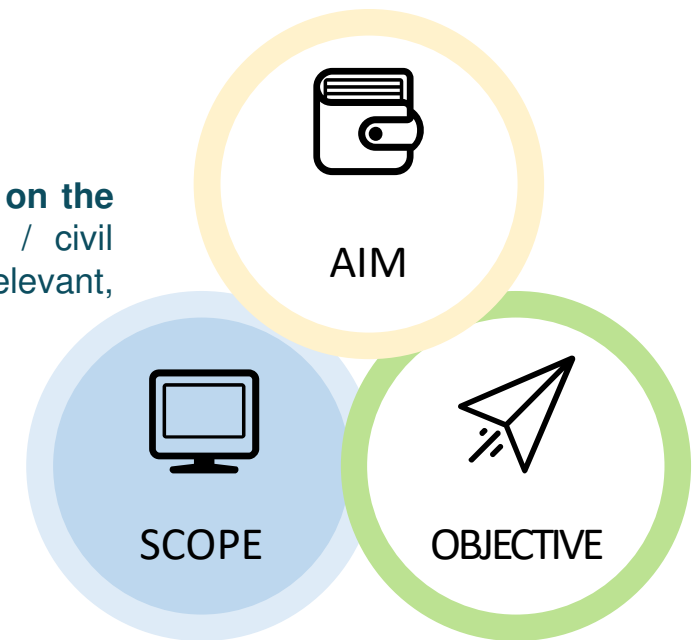 on the
/ civil
elevant,
AIM
SCOPE
OBJECTIVE